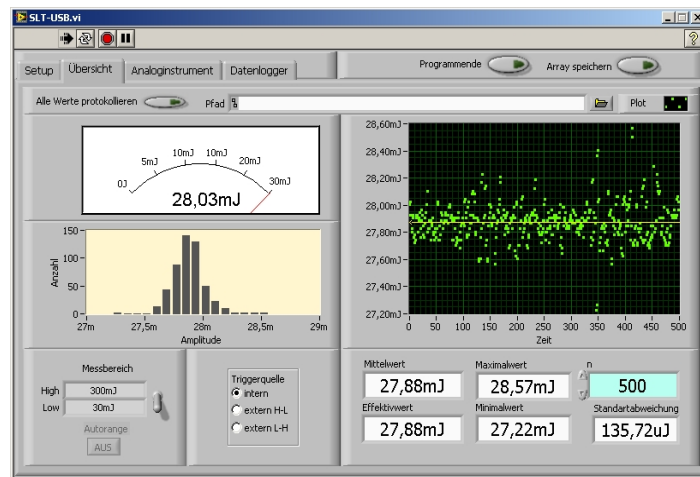 SLT-USB.vi
Setup Übersicht Analoginstrument Datenlogger
Programmende Array speichern
Alle Werte protokollieren Pfad Plot
0J 5mJ 10mJ 10mJ 20mJ 30mJ
28,03mJ
150
100
50
0
Anzahl
27m 27,5m 28m 28,5m 29m
Amplitude
28,60mJ
28,40mJ
28,20mJ
28,00mJ
27,80mJ
27,60mJ
27,40mJ
27,20mJ
0 50 100 150 200 250 300 350 400 450 500
Zeit
Messbereich
High 300mJ
Low 30mJ
Autorange
AUS
Triggerquelle
intern
extern H-L
extern L-H
Mittelwert Maximalwert n
27,88mJ 28,57mJ 500
Effektivwert Minimalwert Standartabweichung
27,88mJ 27,22mJ 135,72uJ